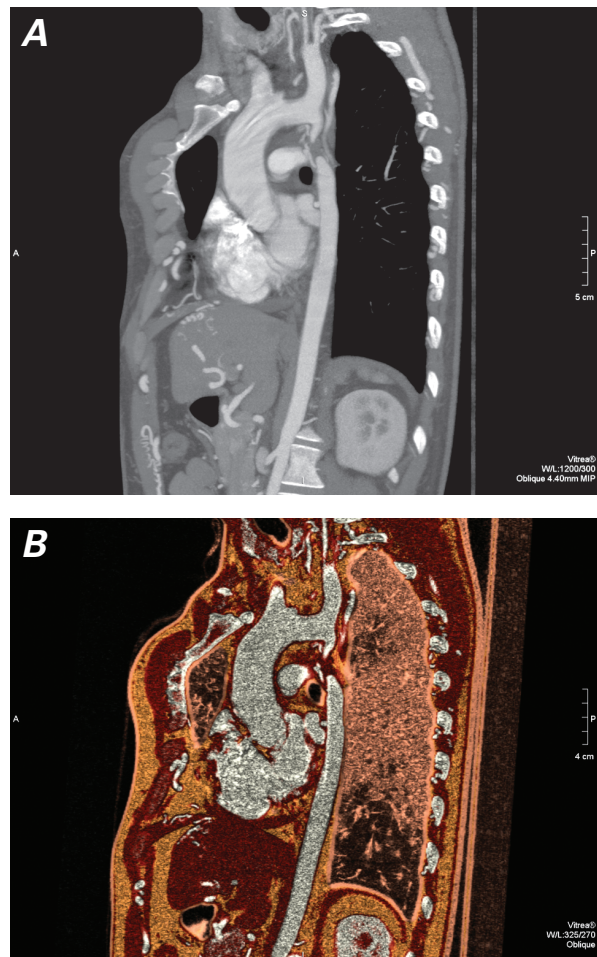 A
S
A
P
5 cm
Vitrea®
W/L:1200/300
Oblique 4.40mm MIP
B
A
P
4 cm
Vitrea®
W/L:325/270
Oblique